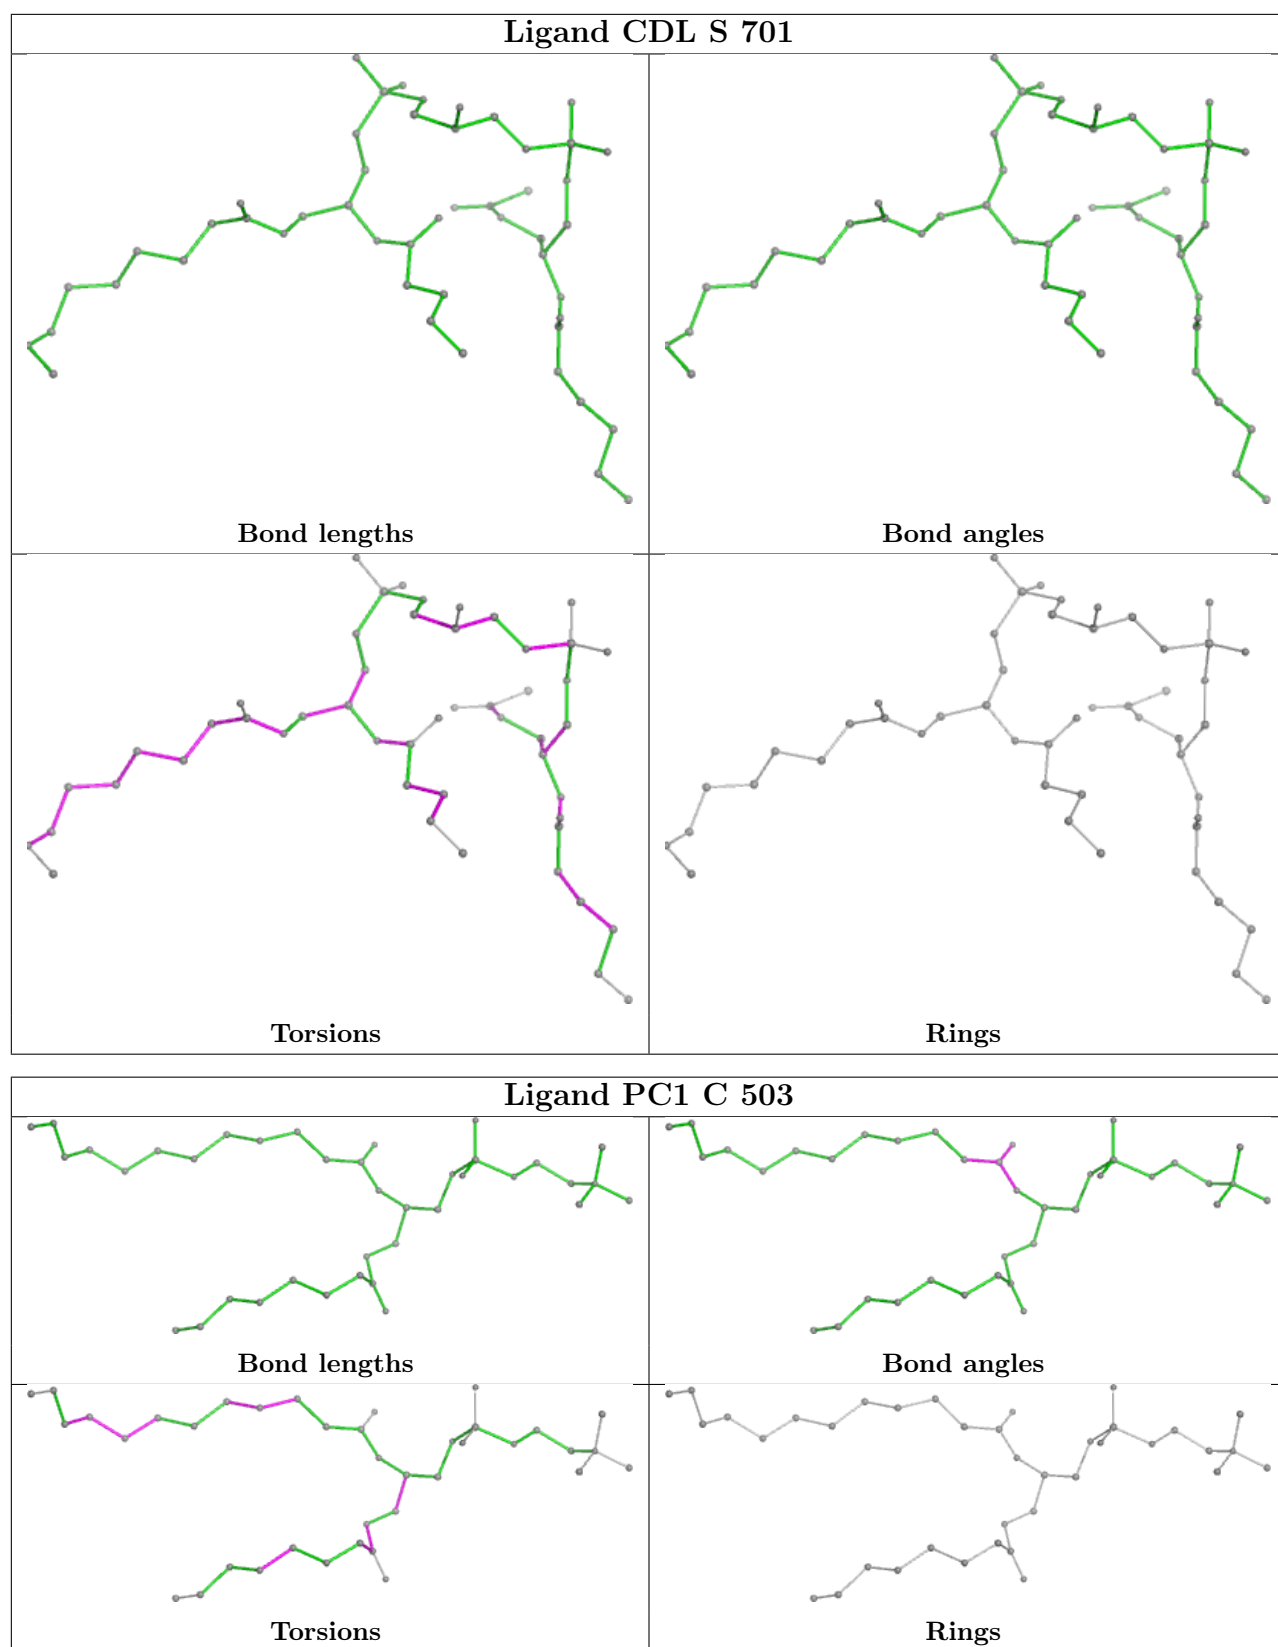 Ligand CDL S 701
Bond lengths
Bond angles
Torsions
Rings
Ligand PC1 C 503
Bond lengths
Bond angles
Torsions
Rings